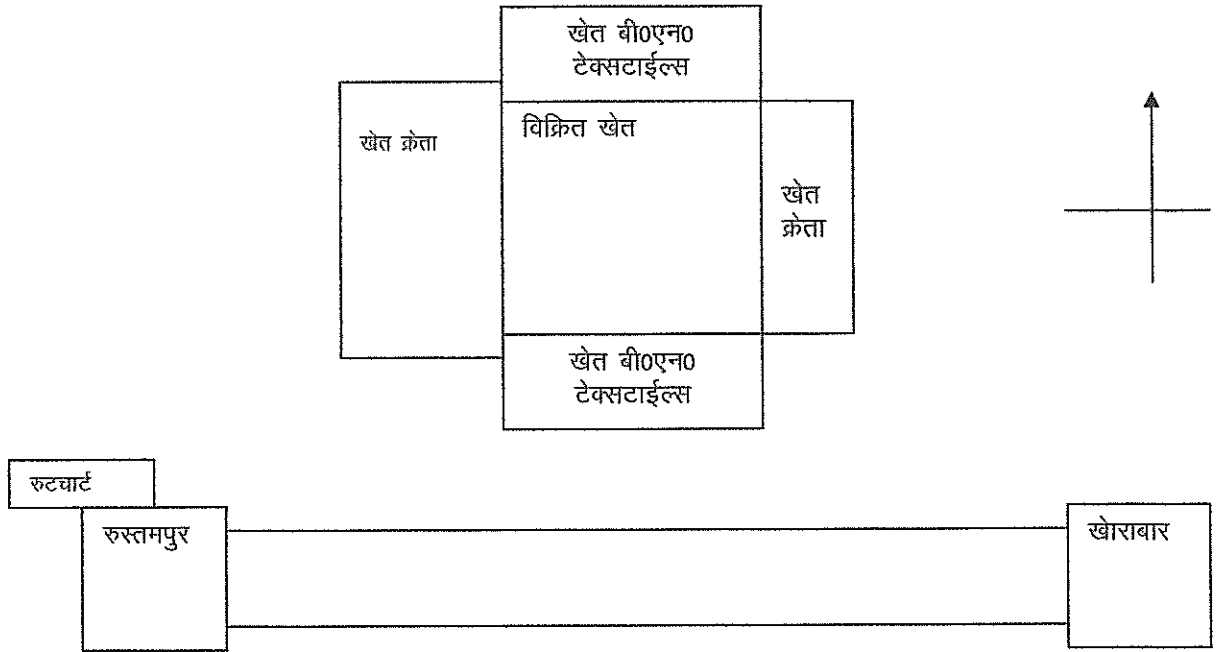 खेत बी0एन0
टेक्सटाईल्स
खेत क्रेता
विक्रित खेत
खेत
क्रेता
खेत बी0एन0
टेक्सटाईल्स
रुटचार्ट
रुस्तमपुर
खेाराबार